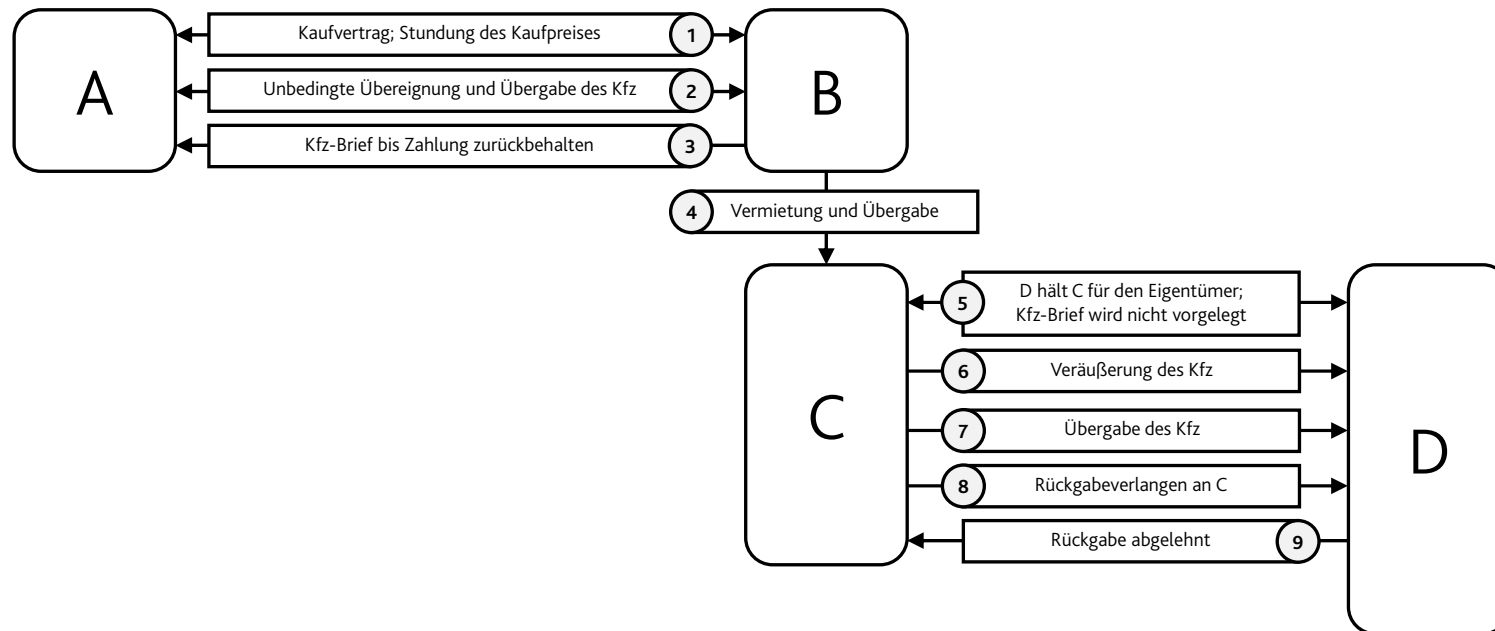 A
Kaufvertrag; Stundung des Kaufpreises 1
Unbedingte Übereignung und Übergabe des Kfz 2
Kfz-Brief bis Zahlung zurückbehalten 3
B
4 Vermietung und Übergabe
C
5 D hält C für den Eigentümer;
Kfz-Brief wird nicht vorgelegt
6 Veräußerung des Kfz
7 Übergabe des Kfz
8 Rückgabeverlangen an C
Rückgabe abgelehnt 9
D